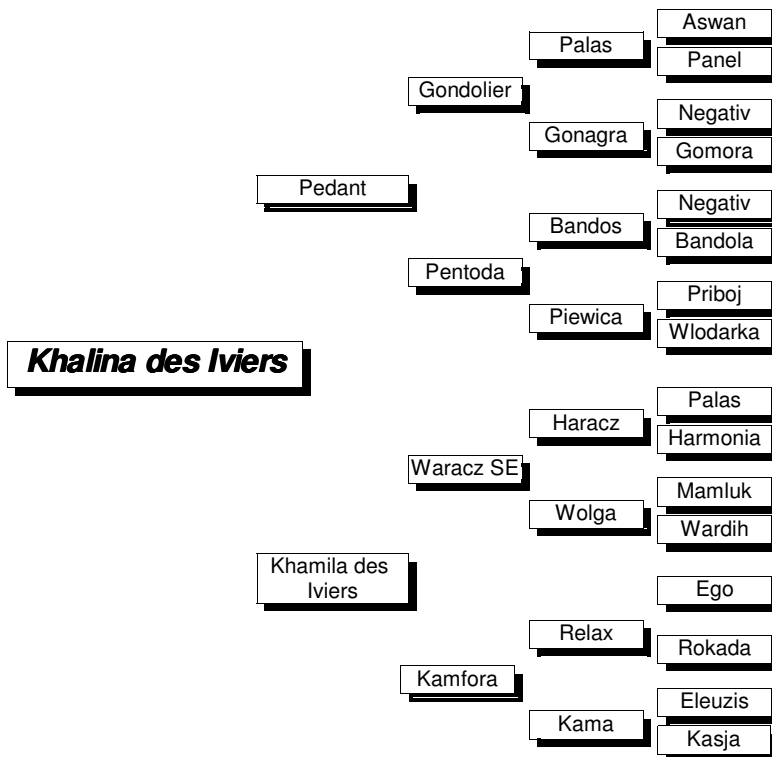 Aswan
Palas
Panel
Gondolier
Negativ
Gonagra
Gomora
Pedant
Negativ
Bandos
Bandola
Pentoda
Priboj
Piewica
Wlodarka
Khalina des Iviers
Palas
Haracz
Harmonia
Waracz SE
Mamluk
Wolga
Wardih
Khamila des
Iviers
Ego
Relax
Rokada
Kamfora
Eleuzis
Kama
Kasja